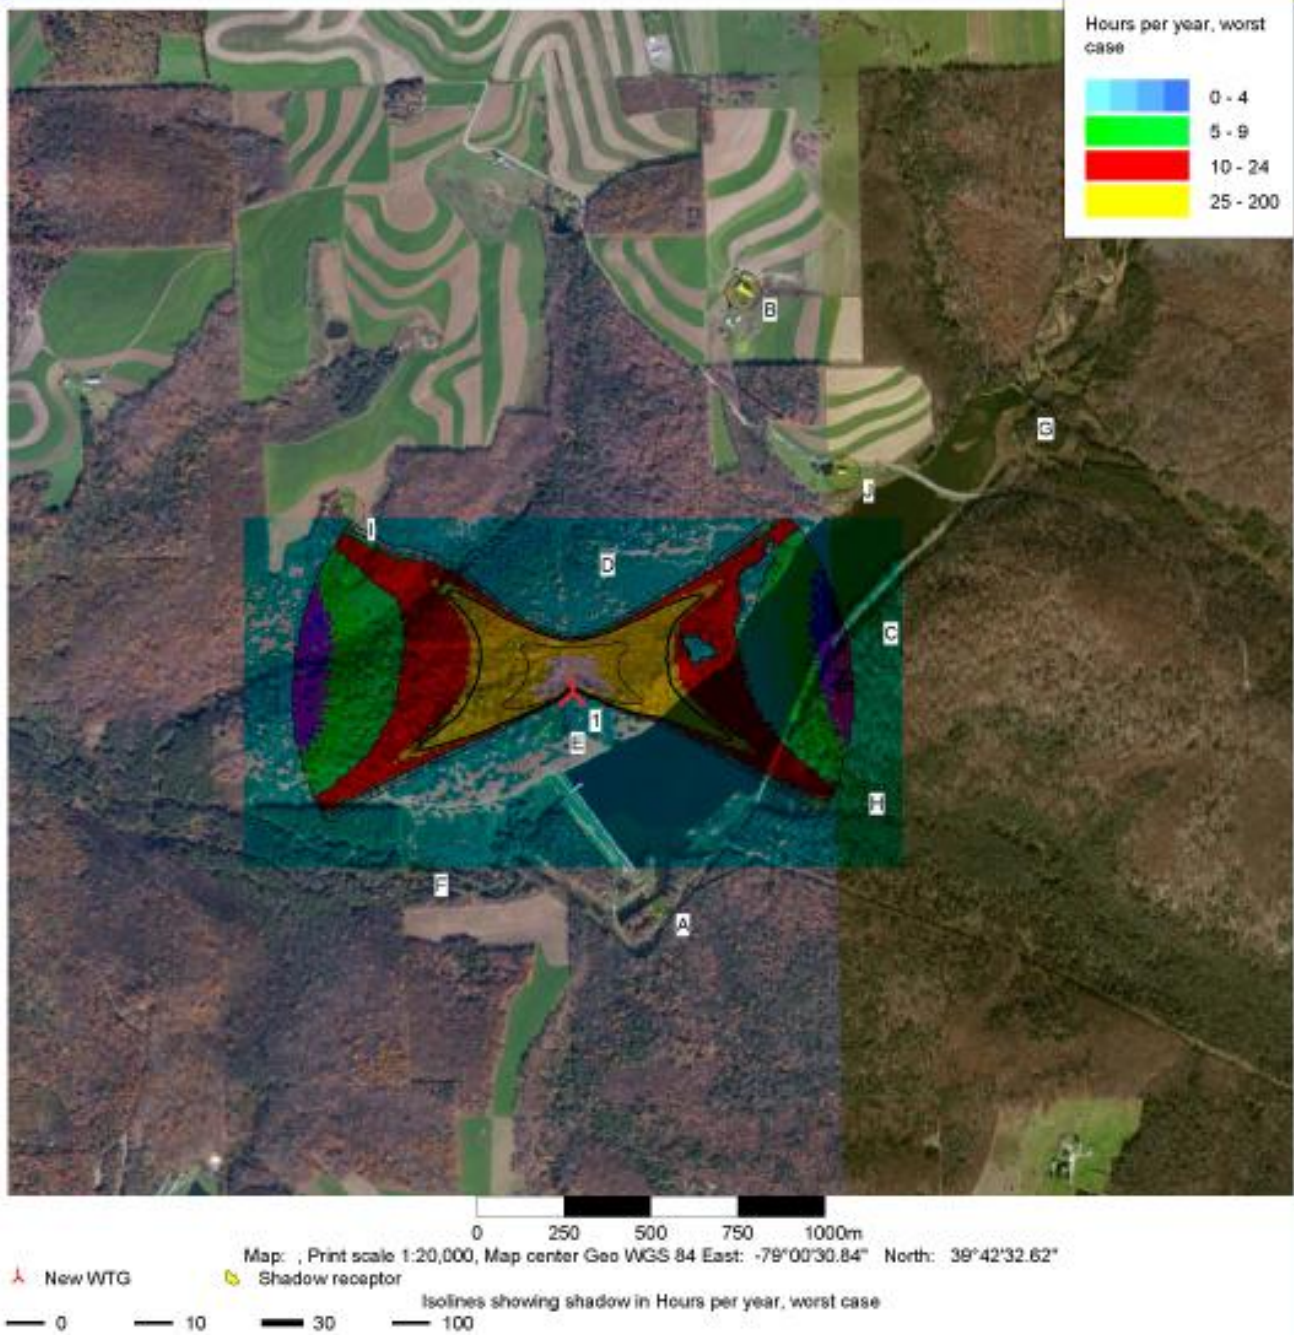 Hours per year, worst
case
0 - 4
5 - 9
10 - 24
25 - 200
B
G
J
I
D
C
1
E
H
F
A
0 250 500 750 1000m
Map: , Print scale 1:20,000, Map center Geo WGS 84 East: -79°00'30.84" North: 39°42'32.62"
New WTG Shadow receptor
Isolines showing shadow in Hours per year, worst case
0 10 30 100